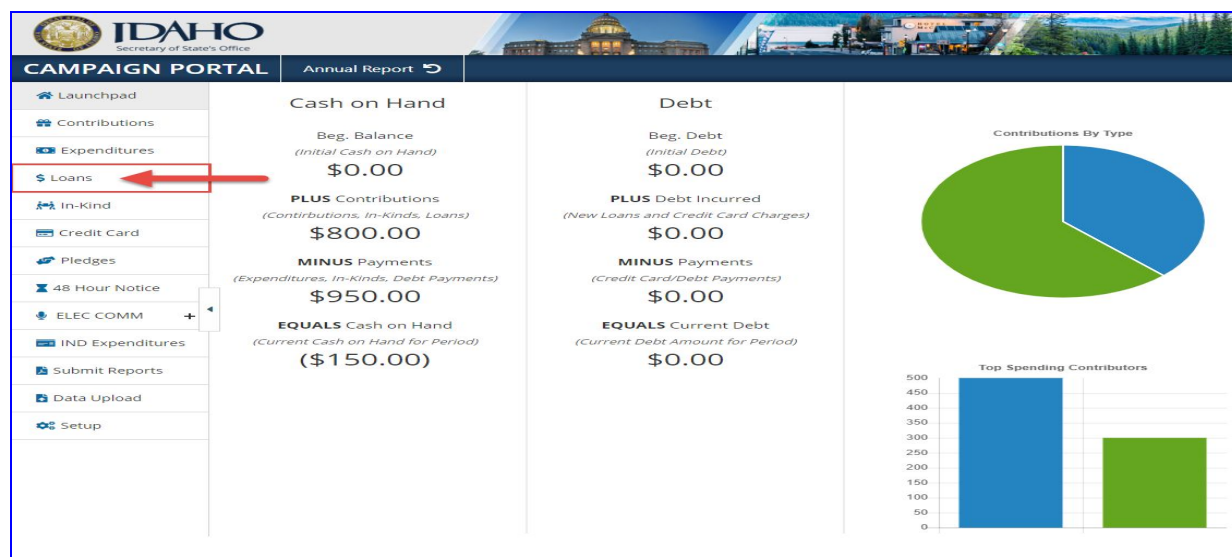 IDAHO
Secretary of State's Office
CAMPAIGN PORTAL
Annual Report
Launchpad
Contributions
Expenditures
$ Loans
In-Kind
Credit Card
Pledges
48 Hour Notice
ELEC COMM +
IND Expenditures
Submit Reports
Data Upload
Setup
Cash on Hand
Beg. Balance
(Initial Cash on Hand)
$0.00
PLUS Contributions
(Contirbutions, In-Kinds, Loans)
$800.00
MINUS Payments
(Expenditures, In-Kinds, Debt Payments)
$950.00
EQUALS Cash on Hand
(Current Cash on Hand for Period)
($150.00)
Debt
Beg. Debt
(Initial Debt)
$0.00
PLUS Debt Incurred
(New Loans and Credit Card Charges)
$0.00
MINUS Payments
(Credit Card/Debt Payments)
$0.00
EQUALS Current Debt
(Current Debt Amount for Period)
$0.00
Contributions By Type
Top Spending Contributors
500
450
400
350
300
250
200
150
100
50
0